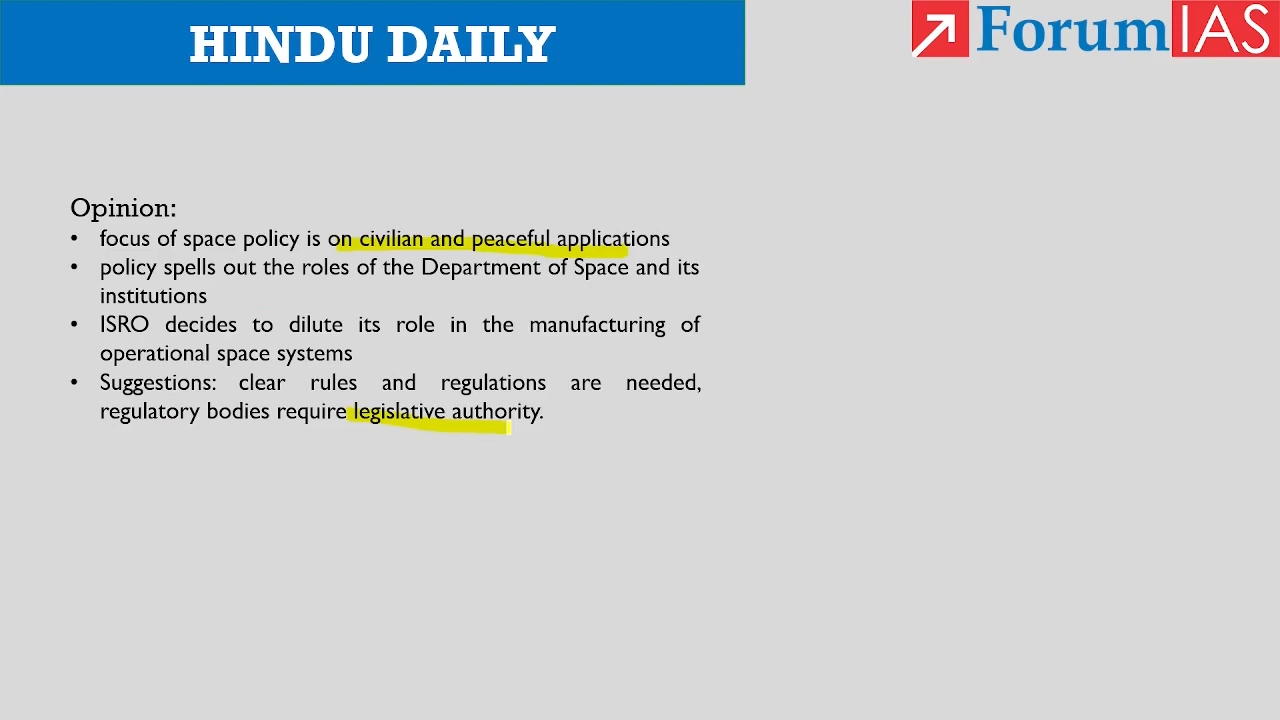 HINDU DAILY
ForumIAS
Opinion:
• focus of space policy is on civilian and peaceful applications
• policy spells out the roles of the Department of Space and its
institutions
• ISRO decides to dilute its role in the manufacturing of
operational space systems
• Suggestions: clear rules and regulations are needed,
regulatory bodies require legislative authority.